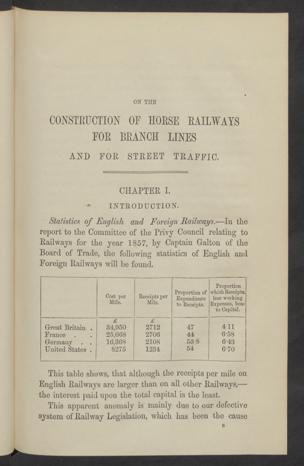 ON THE
CONSTRUCTION OF HORSE RAILWAYS
FOR BRANCH LINES
AND FOR STREET TRAFFIC.
CHAPTER I.
INTRODUCTION.
Statistics of English and Foreign Railways.—In the
report to the Committee of the Privy Council relating to
Railways for the year 1857, by Captain Galton of the
Board of Trade, the following statistics of English and
Foreign Railways will be found.
Cost per Mile. Receipts per Mile. Proportion of Expenditure to Receipts. Proportion which Receipts, less working Expenses, bear to Capital.
£ £
Great Britain . 34,950 2712 47 4·11
France . 25,668 2706 44 6·58
Germany . . 16,308 2108 53·8 6·43
United States . 8275 1234 54 6·70
This table shows, that although the receipts per mile on
English Railways are larger than on all other Railways,—
the interest paid upon the total capital is the least.
This apparent anomaly is mainly due to our defective
system of Railway Legislation, which has been the cause
B